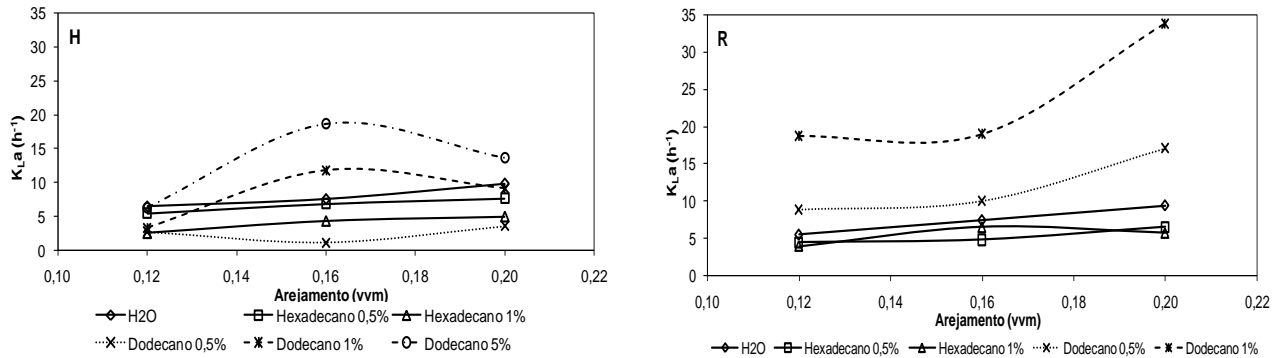 H
35
30
25
20
15
10
5
0
K_La (h⁻¹)
0,10 0,12 0,14 0,16 0,18 0,20 0,22
Arejamento (vvm)
H2O Hexadecano 0,5% Hexadecano 1%
Dodecano 0,5% Dodecano 1% Dodecano 5%
R
35
30
25
20
15
10
5
0
K_La (h⁻¹)
0,10 0,12 0,14 0,16 0,18 0,20 0,22
Arejamento (vvm)
H2O Hexadecano 0,5% Hexadecano 1% Dodecano 0,5% Dodecano 1%